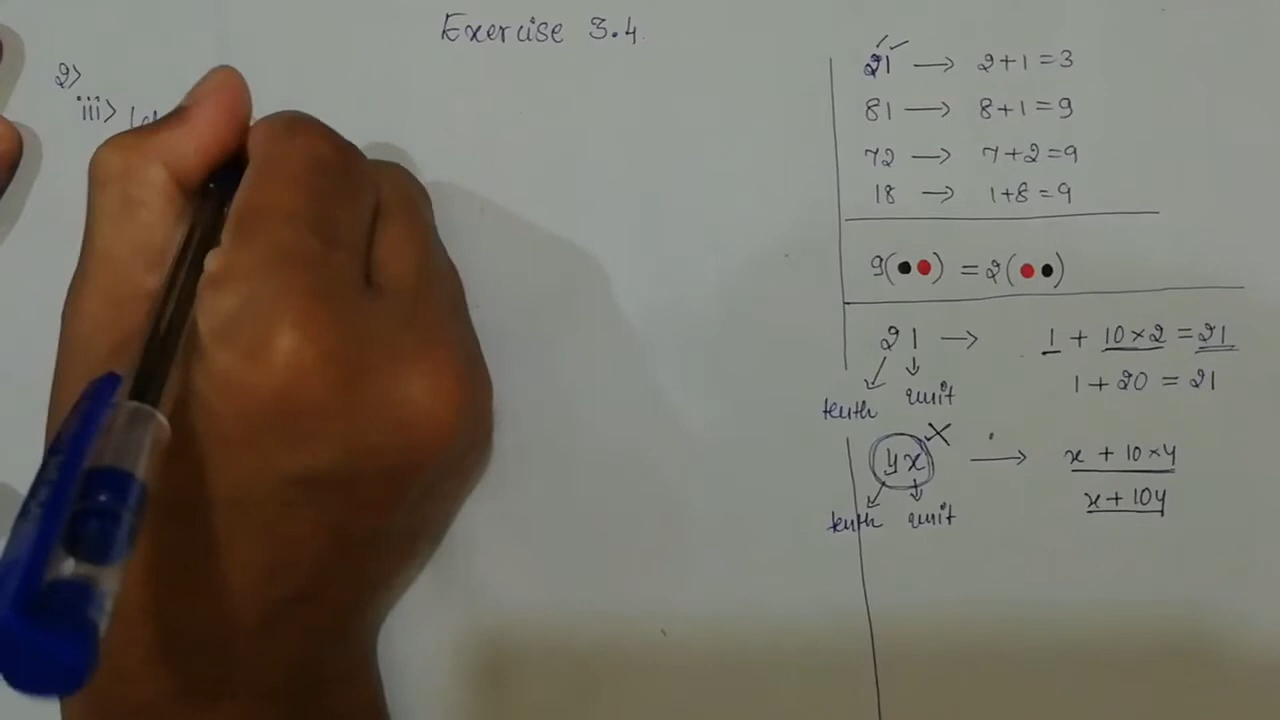 Exercise 3.4.
2>
iii>
21 → 2+1=3
81 → 8+1=9
72 → 7+2=9
18 → 1+8=9
9(●●) = 2(●●)
21 → 1 + 10×2 = 21
1 + 20 = 21
tenth unit
yx × → x + 10×y
x + 10y
tenth unit